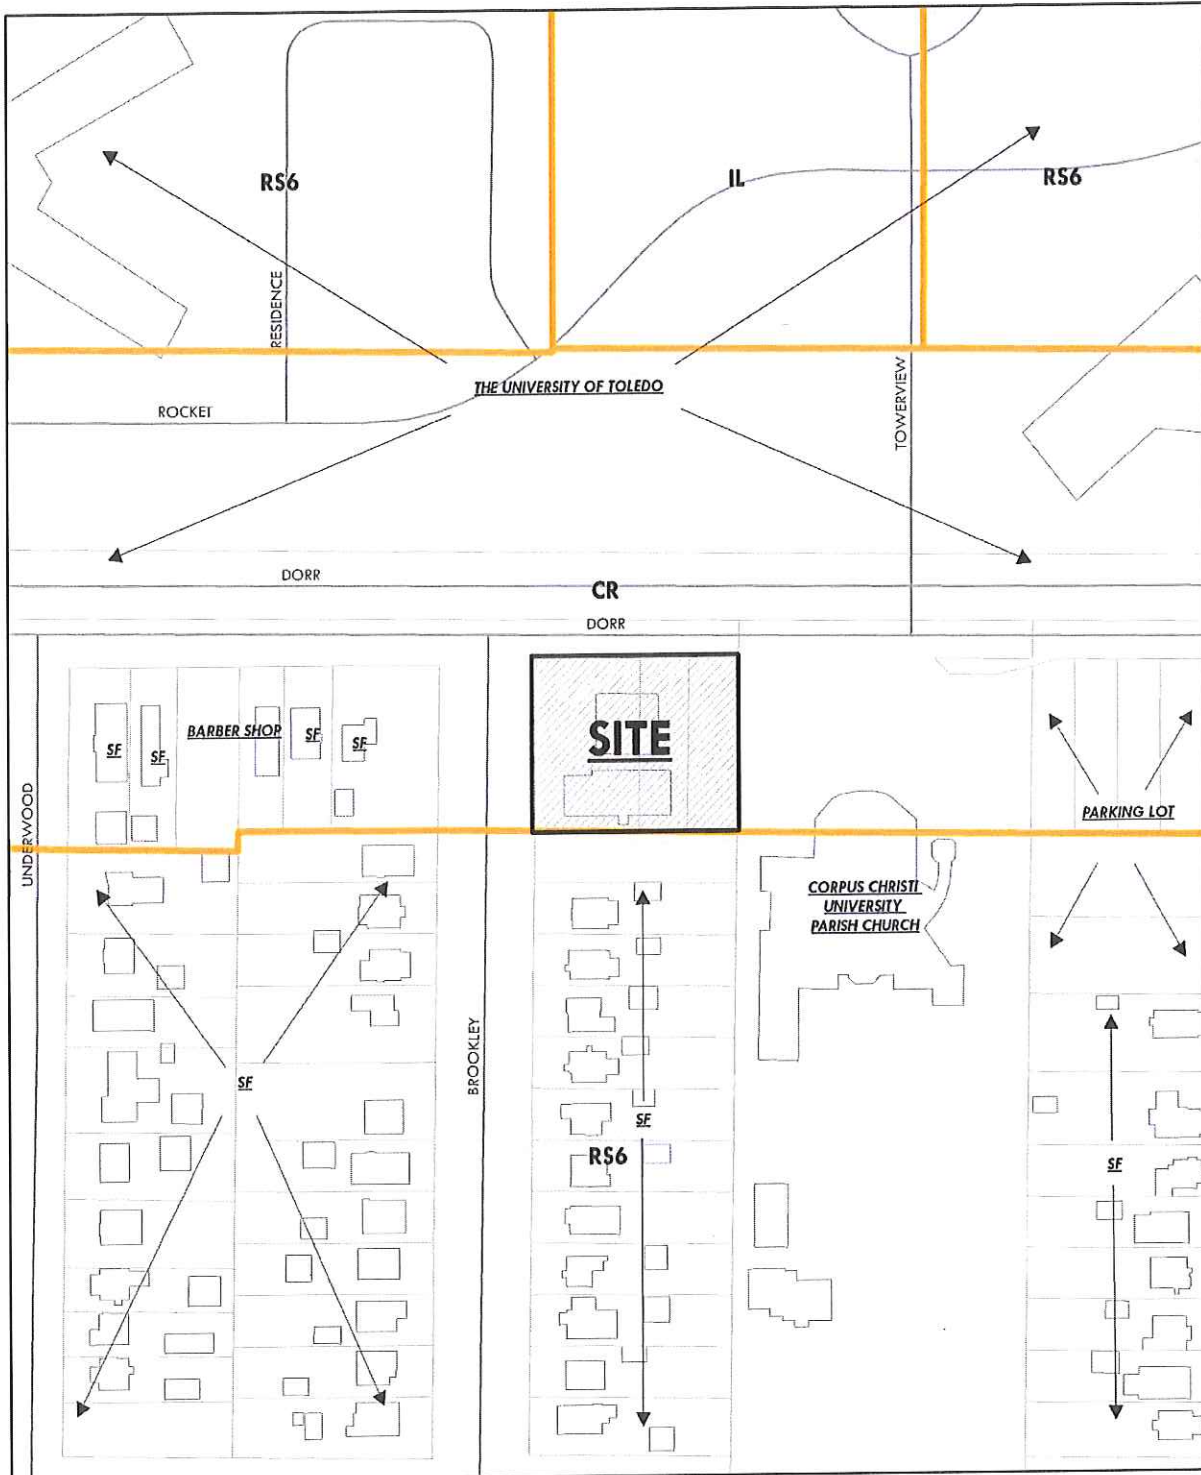 RS6
IL
RS6
RESIDENCE
THE UNIVERSITY OF TOLEDO
TOWERVIEW
ROCKET
DORR
CR
DORR
SITE
BARBER SHOP
SF
SF
SF
SF
UNDERWOOD
PARKING LOT
CORPUS CHRISTI
UNIVERSITY
PARISH CHURCH
BROOKLEY
SF
SF
RS6
SF